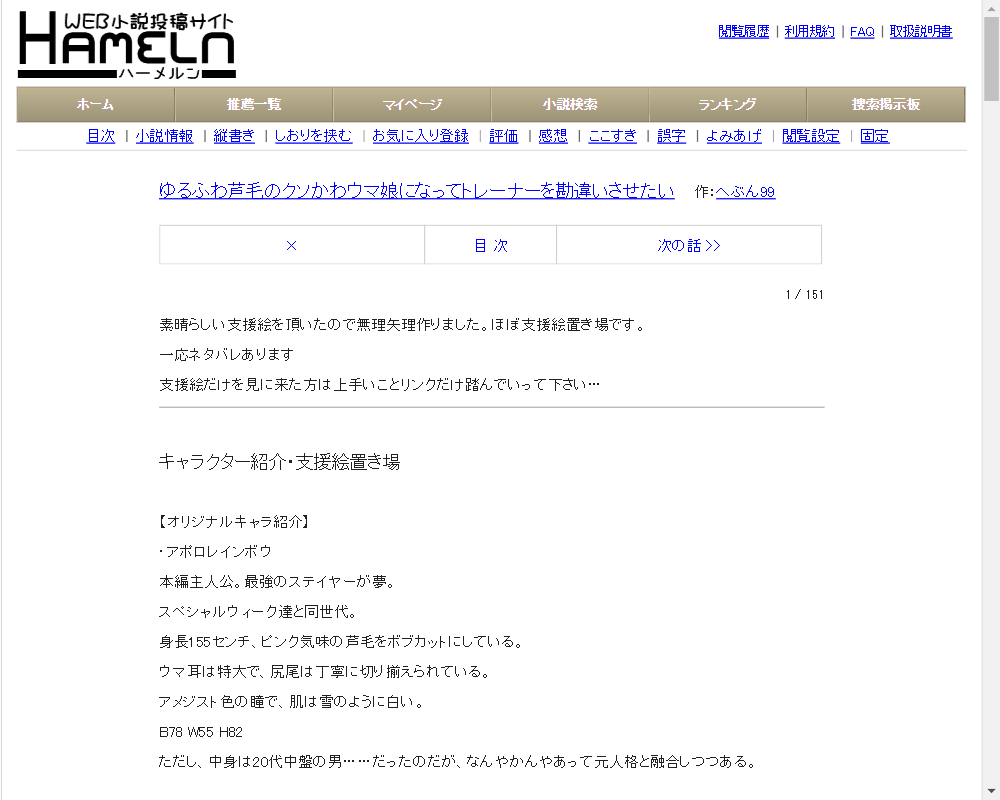 WEB小説投稿サイト
HAMELN
ハーメルン
閲覧履歴 | 利用規約 | FAQ | 取扱説明書
ホーム 推薦一覧 マイページ 小説検索 ランキング 捜索掲示板
目次 | 小説情報 | 縦書き | しおりを挟む | お気に入り登録 | 評価 | 感想 | ここすき | 誤字 | よみあげ | 閲覧設定 | 固定
ゆるふわ芦毛のクソかわウマ娘になってトレーナーを勘違いさせたい 作:へぶん99
× 目 次 次の話 >>
1 / 151
素晴らしい支援絵を頂いたので無理矢理作りました。ほぼ支援絵置き場です。
一応ネタバレあります
支援絵だけを見に来た方は上手いことリンクだけ踏んでいって下さい…
キャラクター紹介・支援絵置き場
【オリジナルキャラ紹介】
・アポロレインボウ
本編主人公。最強のステイヤーが夢。
スペシャルウィーク達と同世代。
身長155センチ、ピンク気味の芦毛をボブカットにしている。
ウマ耳は特大で、尻尾は丁寧に切り揃えられている。
アメジスト色の瞳で、肌は雪のように白い。
B78 W55 H82
ただし、中身は20代中盤の男……だったのだが、なんやかんやあって元人格と融合しつつある。